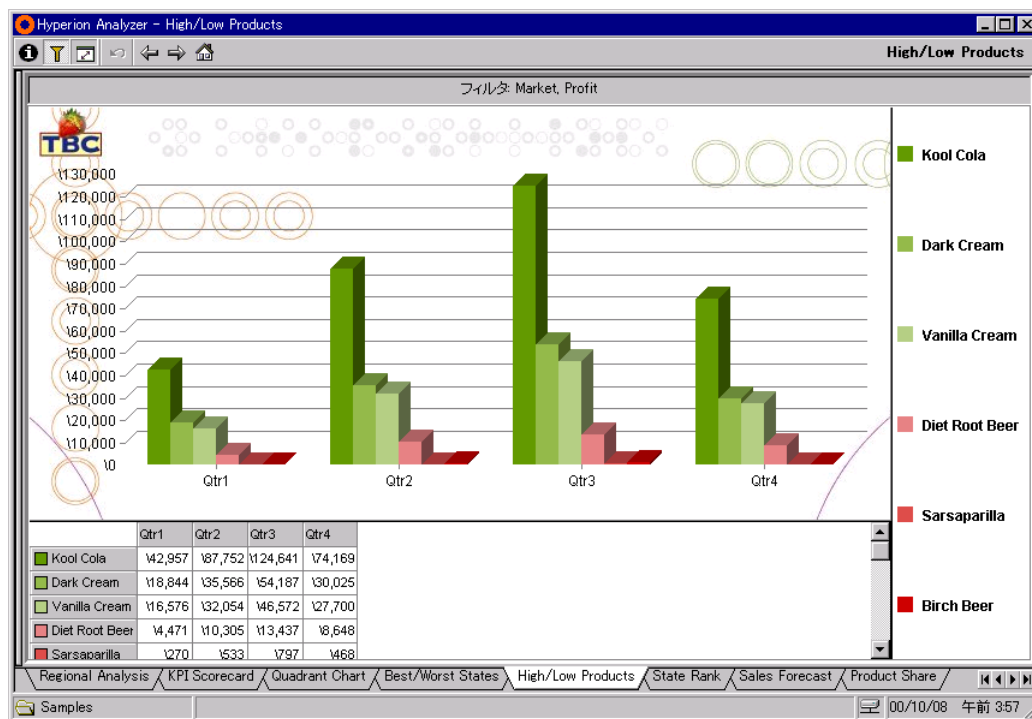 Hyperion Analyzer - High/Low Products
High/Low Products
フィルタ: Market, Profit
TBC
\130,000
\120,000
\110,000
\100,000
\90,000
\80,000
\70,000
\60,000
\50,000
\40,000
\30,000
\20,000
\10,000
\0
Qtr1 Qtr2 Qtr3 Qtr4
Kool Cola
Dark Cream
Vanilla Cream
Diet Root Beer
Sarsaparilla
Birch Beer
Qtr1 Qtr2 Qtr3 Qtr4
Kool Cola \42,957 \87,752 \124,641 \74,169
Dark Cream \18,844 \35,566 \54,187 \30,025
Vanilla Cream \16,576 \32,054 \46,572 \27,700
Diet Root Beer \4,471 \10,305 \13,437 \8,648
Sarsaparilla \270 \533 \797 \468
Regional Analysis KPI Scorecard Quadrant Chart Best/Worst States High/Low Products State Rank Sales Forecast Product Share
Samples 00/10/08 午前 3:57